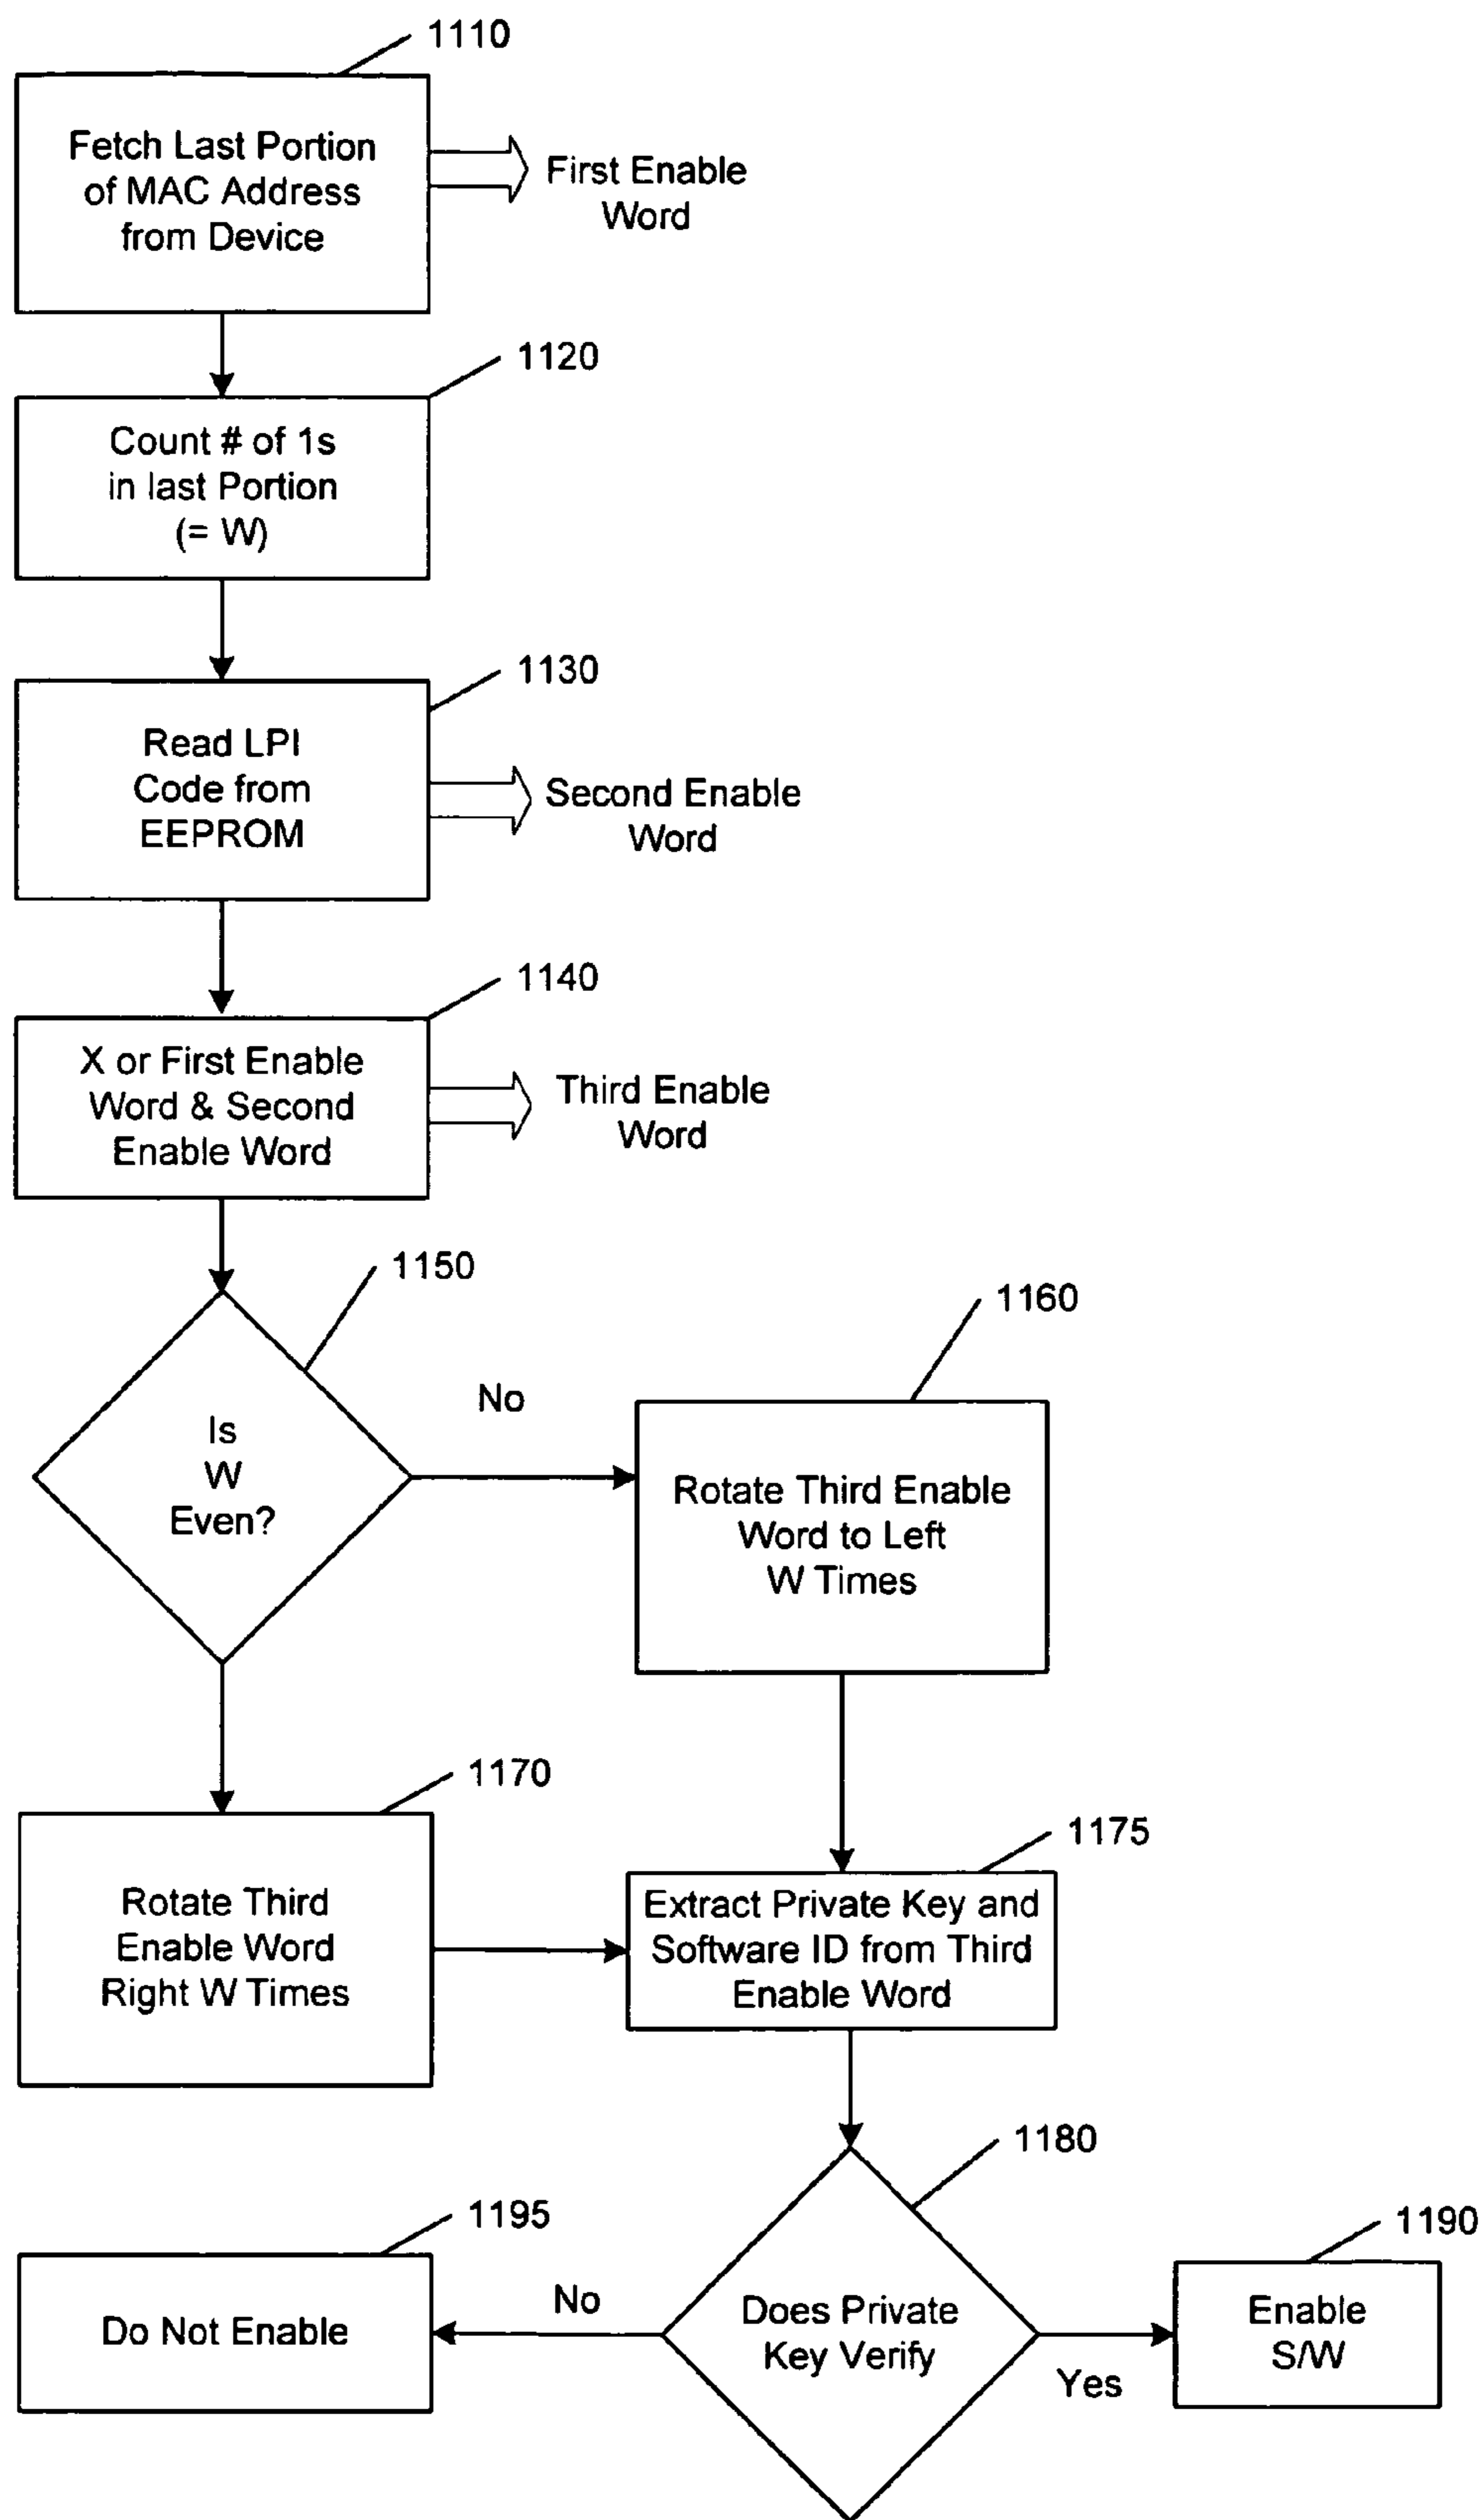 1110
Fetch Last Portion
of MAC Address
from Device
First Enable
Word
1120
Count # of 1s
in last Portion
(= W)
1130
Read LPI
Code from
EEPROM
Second Enable
Word
1140
X or First Enable
Word & Second
Enable Word
Third Enable
Word
1150
Is
W
Even?
No
1160
Rotate Third Enable
Word to Left
W Times
1170
Rotate Third
Enable Word
Right W Times
1175
Extract Private Key and
Software ID from Third
Enable Word
1180
Does Private
Key Verify
No
1195
Do Not Enable
Yes
1190
Enable
S/W